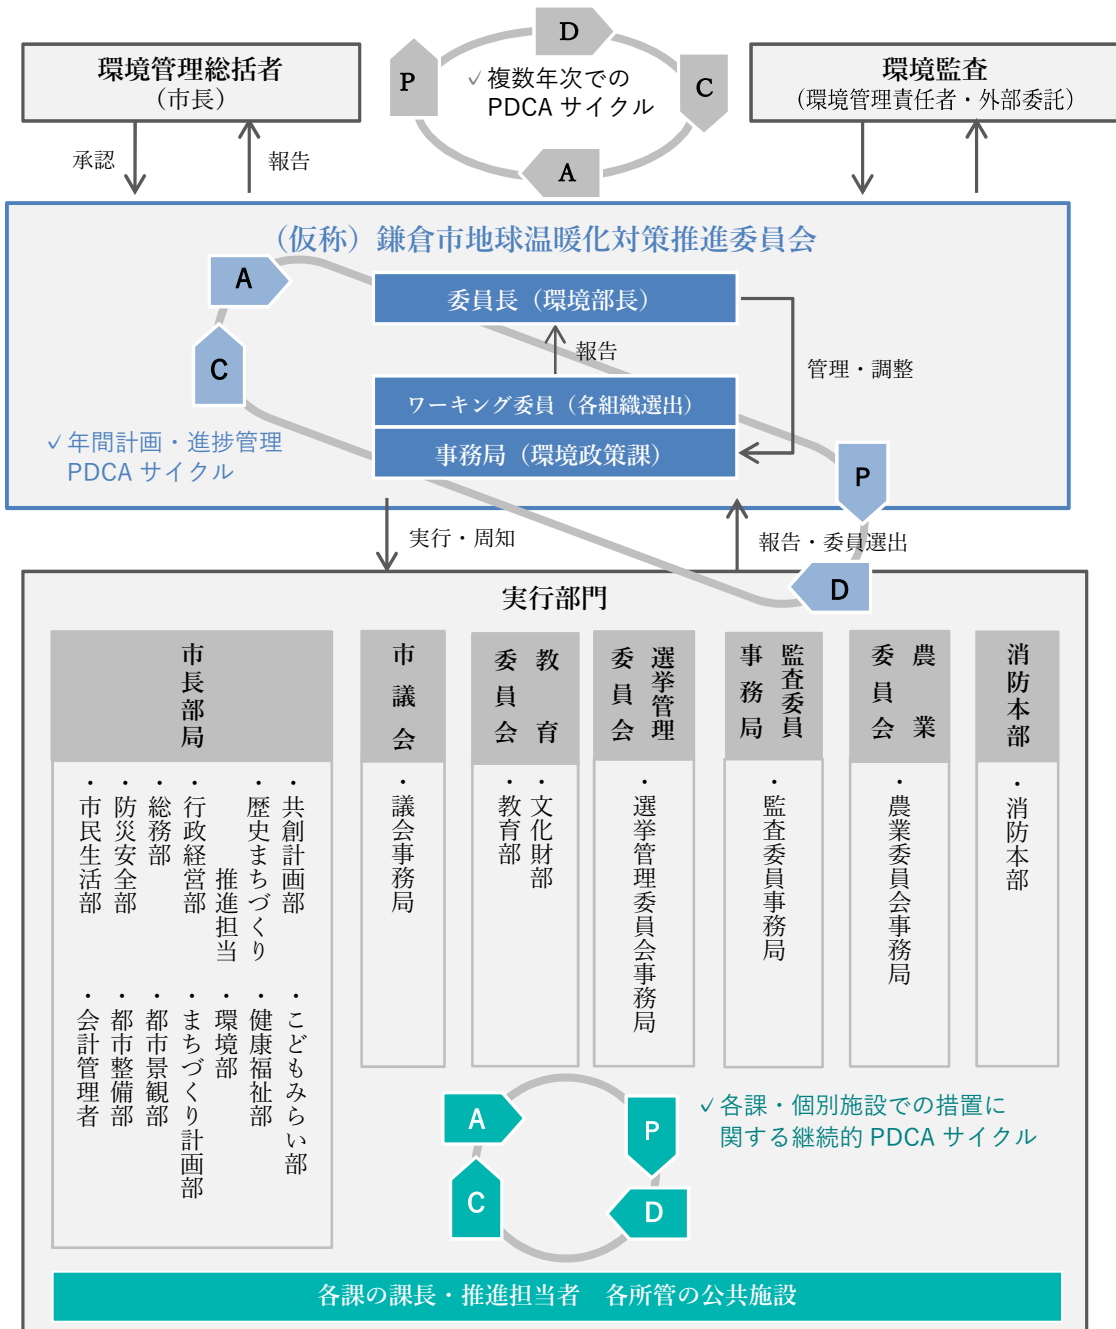 環境管理総括者
（市長）
P
D
C
A
✓ 複数年次での
PDCA サイクル
環境監査
（環境管理責任者・外部委託）
承認
報告
（仮称）鎌倉市地球温暖化対策推進委員会
A
C
P
D
委員長（環境部長）
報告
管理・調整
ワーキング委員（各組織選出）
事務局（環境政策課）
✓ 年間計画・進捗管理
PDCA サイクル
実行・周知
報告・委員選出
実行部門
市長部局
・共創計画部
・歴史まちづくり
推進担当
・行政経営部
・総務部
・防災安全部
・市民生活部
・こどもみらい部
・健康福祉部
・環境部
・まちづくり計画部
・都市景観部
・都市整備部
・会計管理者
市議会
・議会事務局
教育
委員会
・文化財部
・教育部
選挙管理
委員会
・選挙管理委員会事務局
監査委員
事務局
・監査委員事務局
農業
委員会
・農業委員会事務局
消防本部
・消防本部
A
P
C
D
✓ 各課・個別施設での措置に
関する継続的 PDCA サイクル
各課の課長・推進担当者　各所管の公共施設